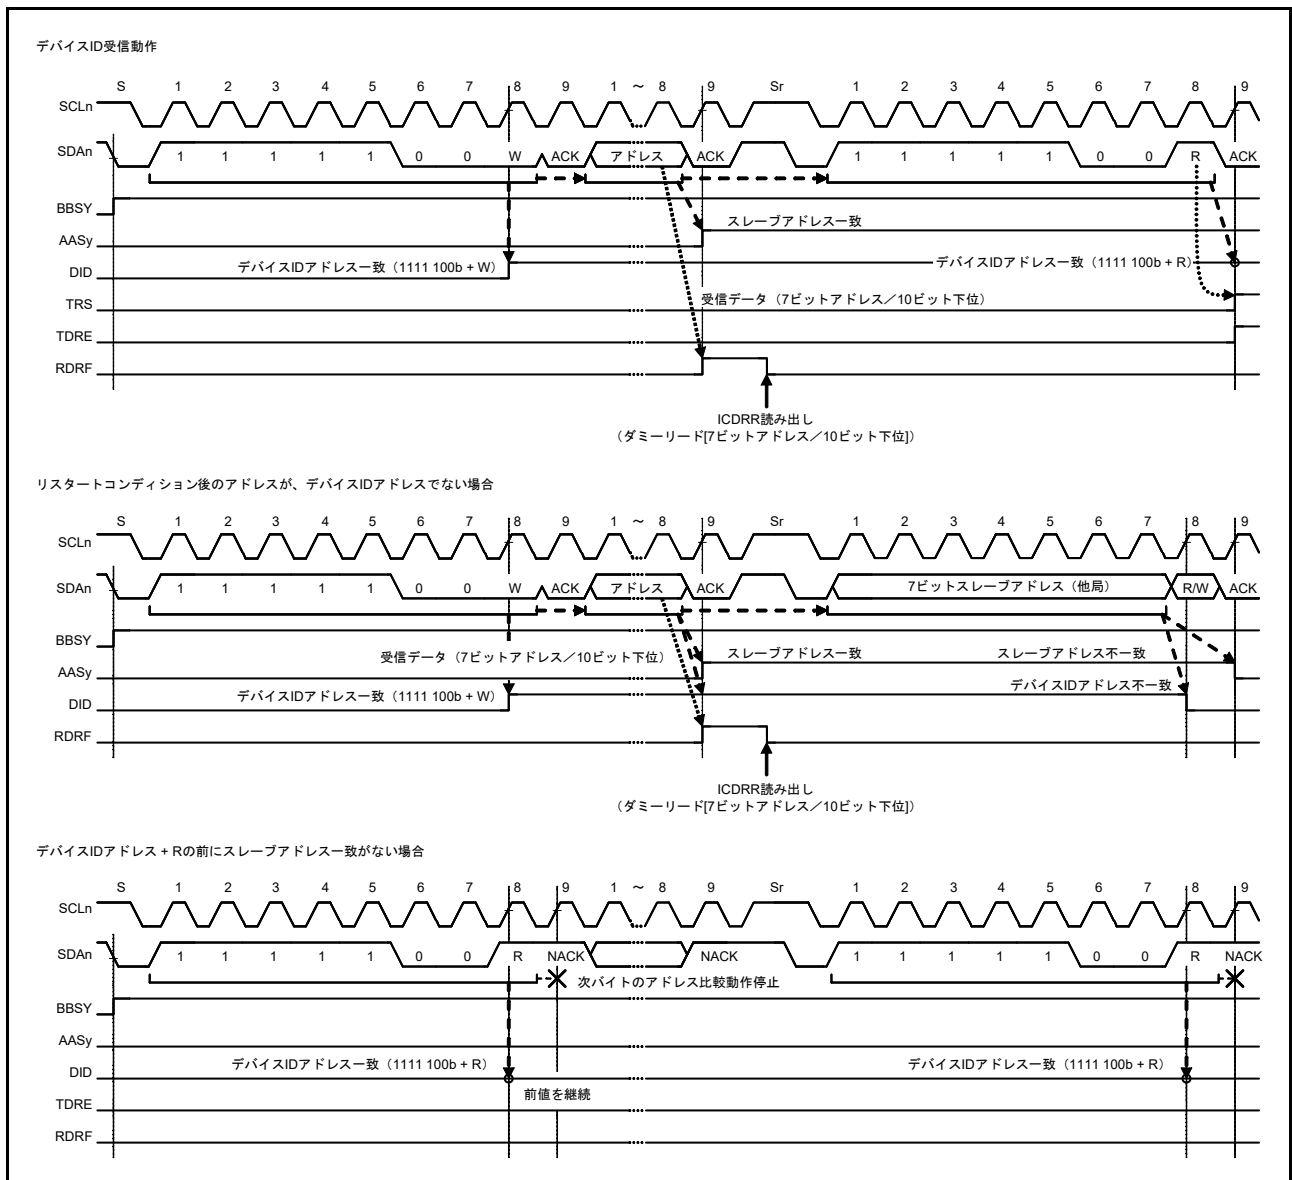 デバイスID受信動作
S 1 2 3 4 5 6 7 8 9 1 ～ 8 9 Sr 1 2 3 4 5 6 7 8 9
SCLn
SDAn 1 1 1 1 1 0 0 W ACK アドレス ACK 1 1 1 1 1 0 0 R ACK
BBSY
スレーブアドレス一致
AASy
デバイスIDアドレス一致（1111 100b + W） デバイスIDアドレス一致（1111 100b + R）
DID
受信データ（7ビットアドレス／10ビット下位）
TRS
TDRE
RDRF
ICDRR読み出し
（ダミーリード[7ビットアドレス／10ビット下位]）
リスタートコンディション後のアドレスが、デバイスIDアドレスでない場合
S 1 2 3 4 5 6 7 8 9 1 ～ 8 9 Sr 1 2 3 4 5 6 7 8 9
SCLn
SDAn 1 1 1 1 1 0 0 W ACK アドレス ACK 7ビットスレーブアドレス（他局） R/W ACK
BBSY
受信データ（7ビットアドレス／10ビット下位） スレーブアドレス一致 スレーブアドレス不一致
AASy
デバイスIDアドレス一致（1111 100b + W） デバイスIDアドレス不一致
DID
RDRF
ICDRR読み出し
（ダミーリード[7ビットアドレス／10ビット下位]）
デバイスIDアドレス + Rの前にスレーブアドレス一致がない場合
S 1 2 3 4 5 6 7 8 9 1 ～ 8 9 Sr 1 2 3 4 5 6 7 8 9
SCLn
SDAn 1 1 1 1 1 0 0 R NACK NACK 1 1 1 1 1 0 0 R NACK
次バイトのアドレス比較動作停止
BBSY
AASy
デバイスIDアドレス一致（1111 100b + R） デバイスIDアドレス一致（1111 100b + R）
DID
前値を継続
TDRE
RDRF